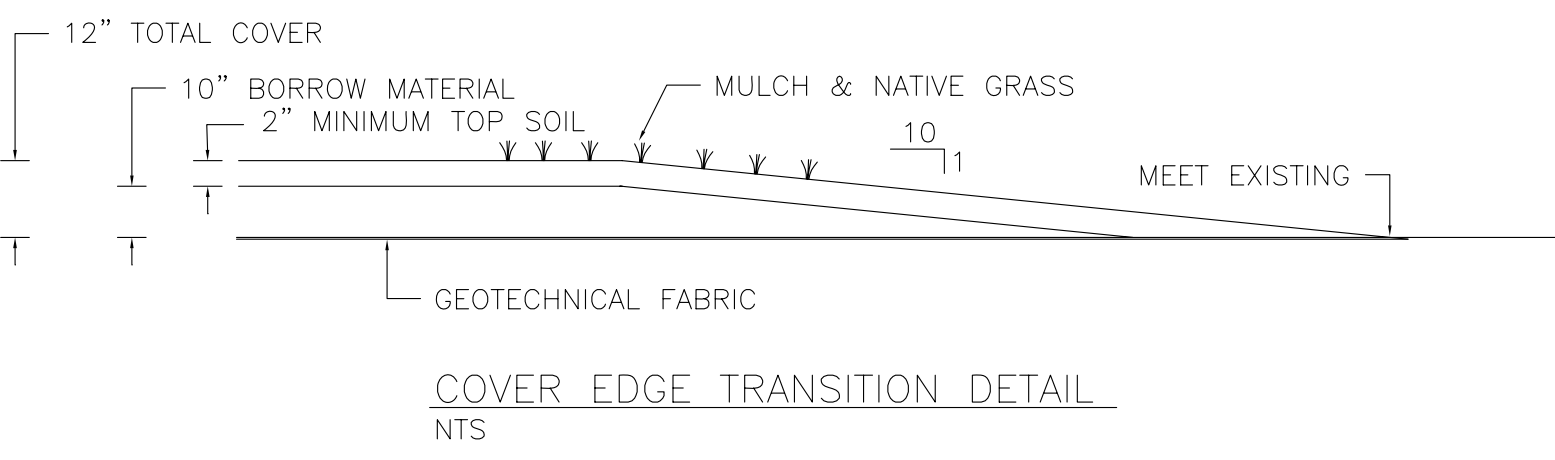 12” TOTAL COVER
10” BORROW MATERIAL
2” MINIMUM TOP SOIL
MULCH & NATIVE GRASS
10
1
MEET EXISTING
GEOTECHNICAL FABRIC
COVER EDGE TRANSITION DETAIL
NTS